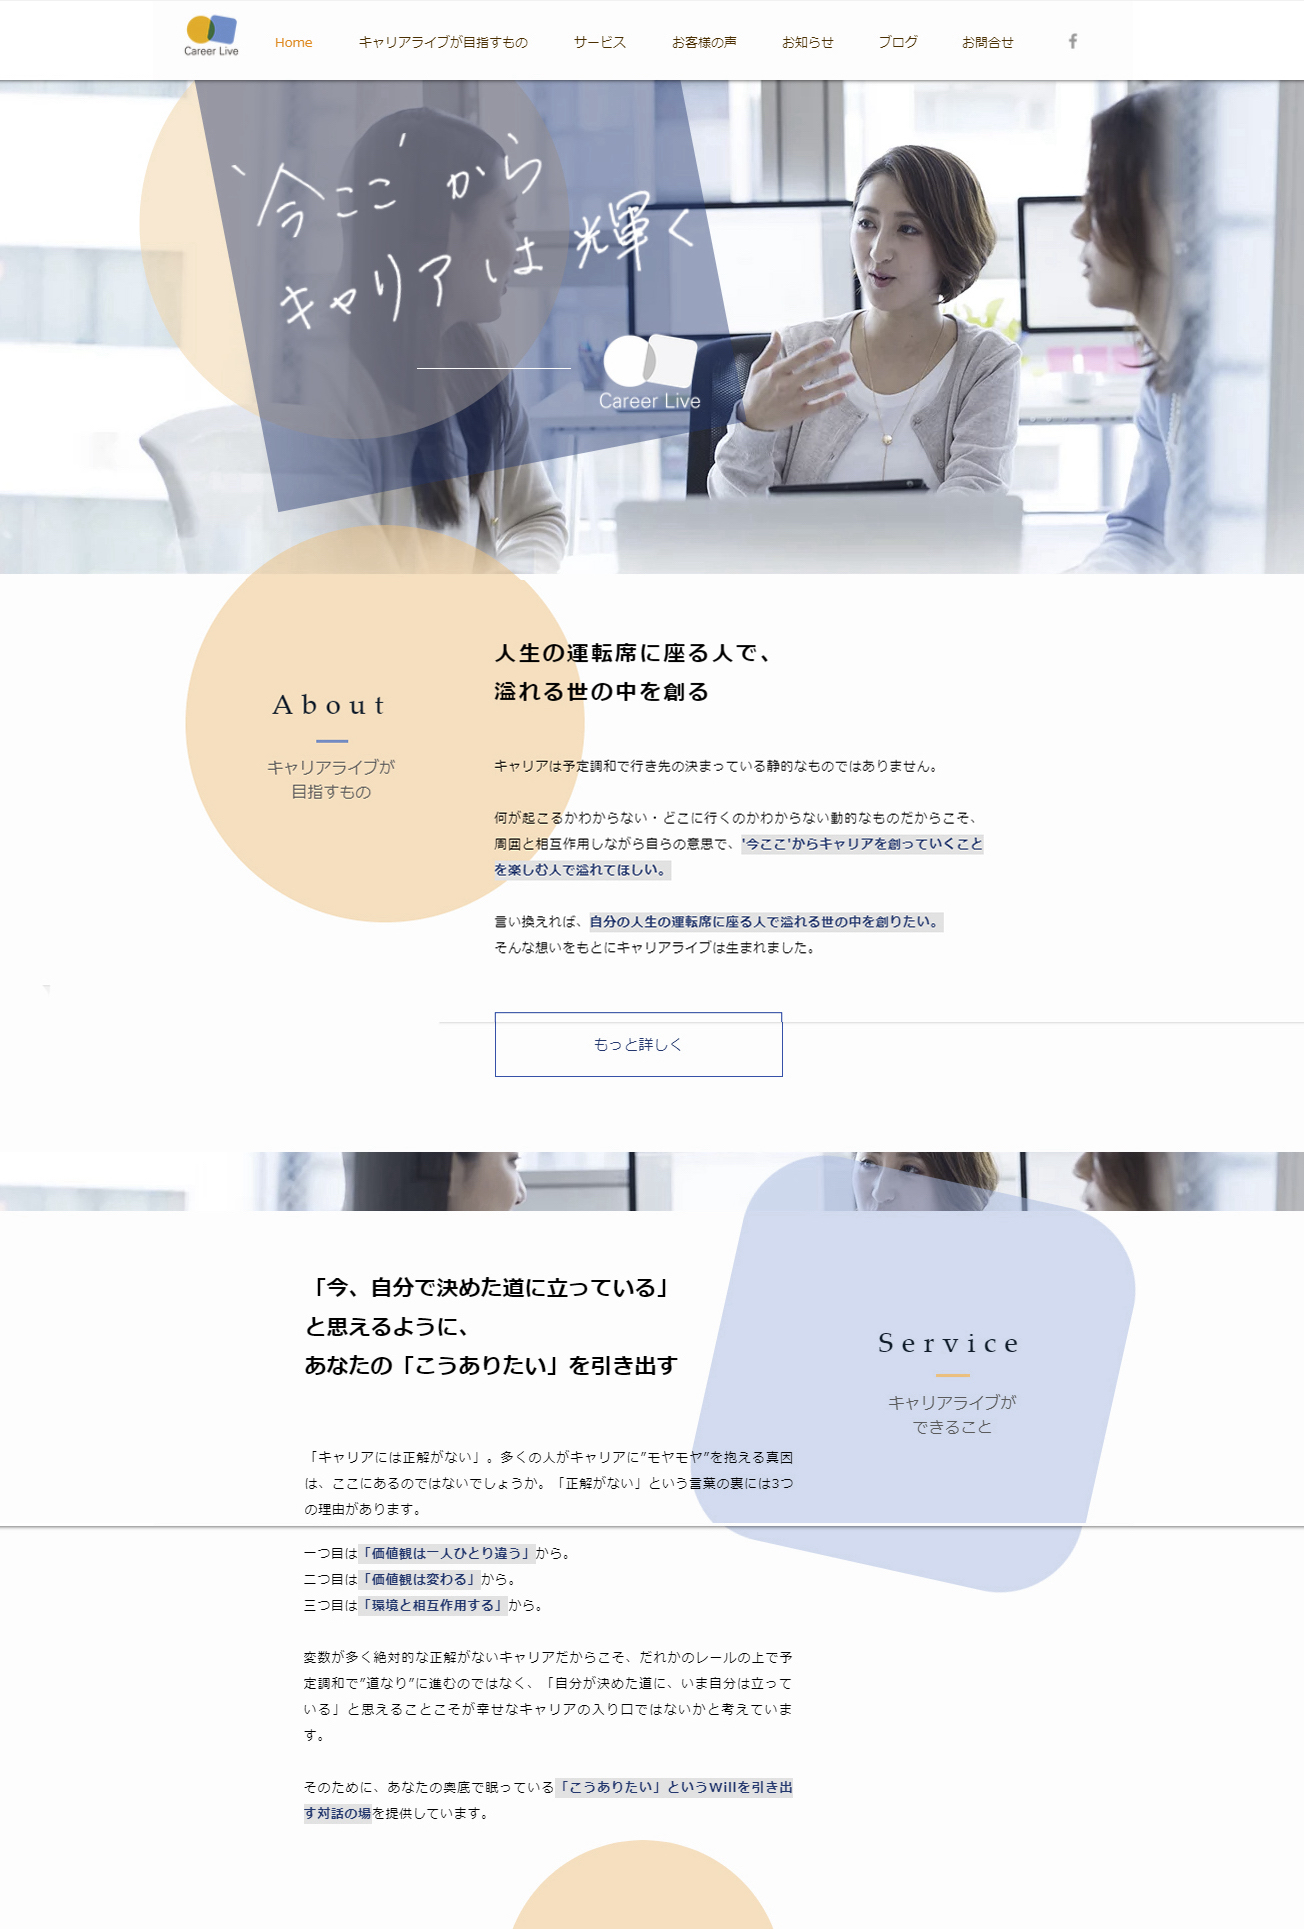 Career Live
Home
キャリアライブが目指すもの
サービス
お客様の声
お知らせ
ブログ
お問合せ
f
'今ここ'から
キャリアは輝く
Career Live
About
キャリアライブが
目指すもの
人生の運転席に座る人で、
溢れる世の中を創る
キャリアは予定調和で行き先の決まっている静的なものではありません。
何が起こるかわからない・どこに行くのかわからない動的なものだからこそ、
周囲と相互作用しながら自らの意思で、'今ここ'からキャリアを創っていくこと
を楽しむ人で溢れてほしい。
言い換えれば、自分の人生の運転席に座る人で溢れる世の中を創りたい。
そんな想いをもとにキャリアライブは生まれました。
もっと詳しく
「今、自分で決めた道に立っている」
と思えるように、
あなたの「こうありたい」を引き出す
Service
キャリアライブが
できること
「キャリアには正解がない」。多くの人がキャリアに”モヤモヤ”を抱える真因
は、ここにあるのではないでしょうか。「正解がない」という言葉の裏には3つ
の理由があります。
一つ目は「価値観は一人ひとり違う」から。
二つ目は「価値観は変わる」から。
三つ目は「環境と相互作用する」から。
変数が多く絶対的な正解がないキャリアだからこそ、だれかのレールの上で予
定調和で”道なり”に進むのではなく、「自分が決めた道に、いま自分は立って
いる」と思えることこそが幸せなキャリアの入り口ではないかと考えていま
す。
そのために、あなたの奥底で眠っている「こうありたい」というWillを引き出
す対話の場を提供しています。